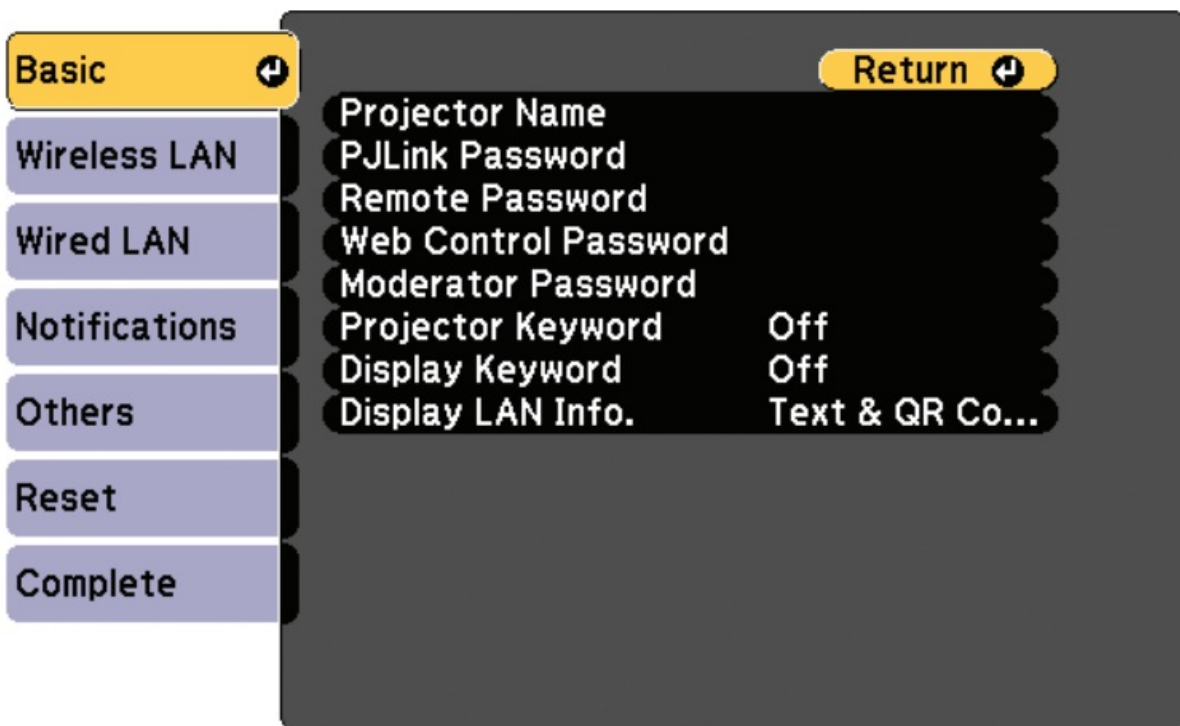 Basic
Wireless LAN
Wired LAN
Notifications
Others
Reset
Complete
Return
Projector Name
PJLink Password
Remote Password
Web Control Password
Moderator Password
Projector Keyword Off
Display Keyword Off
Display LAN Info. Text & QR Co...